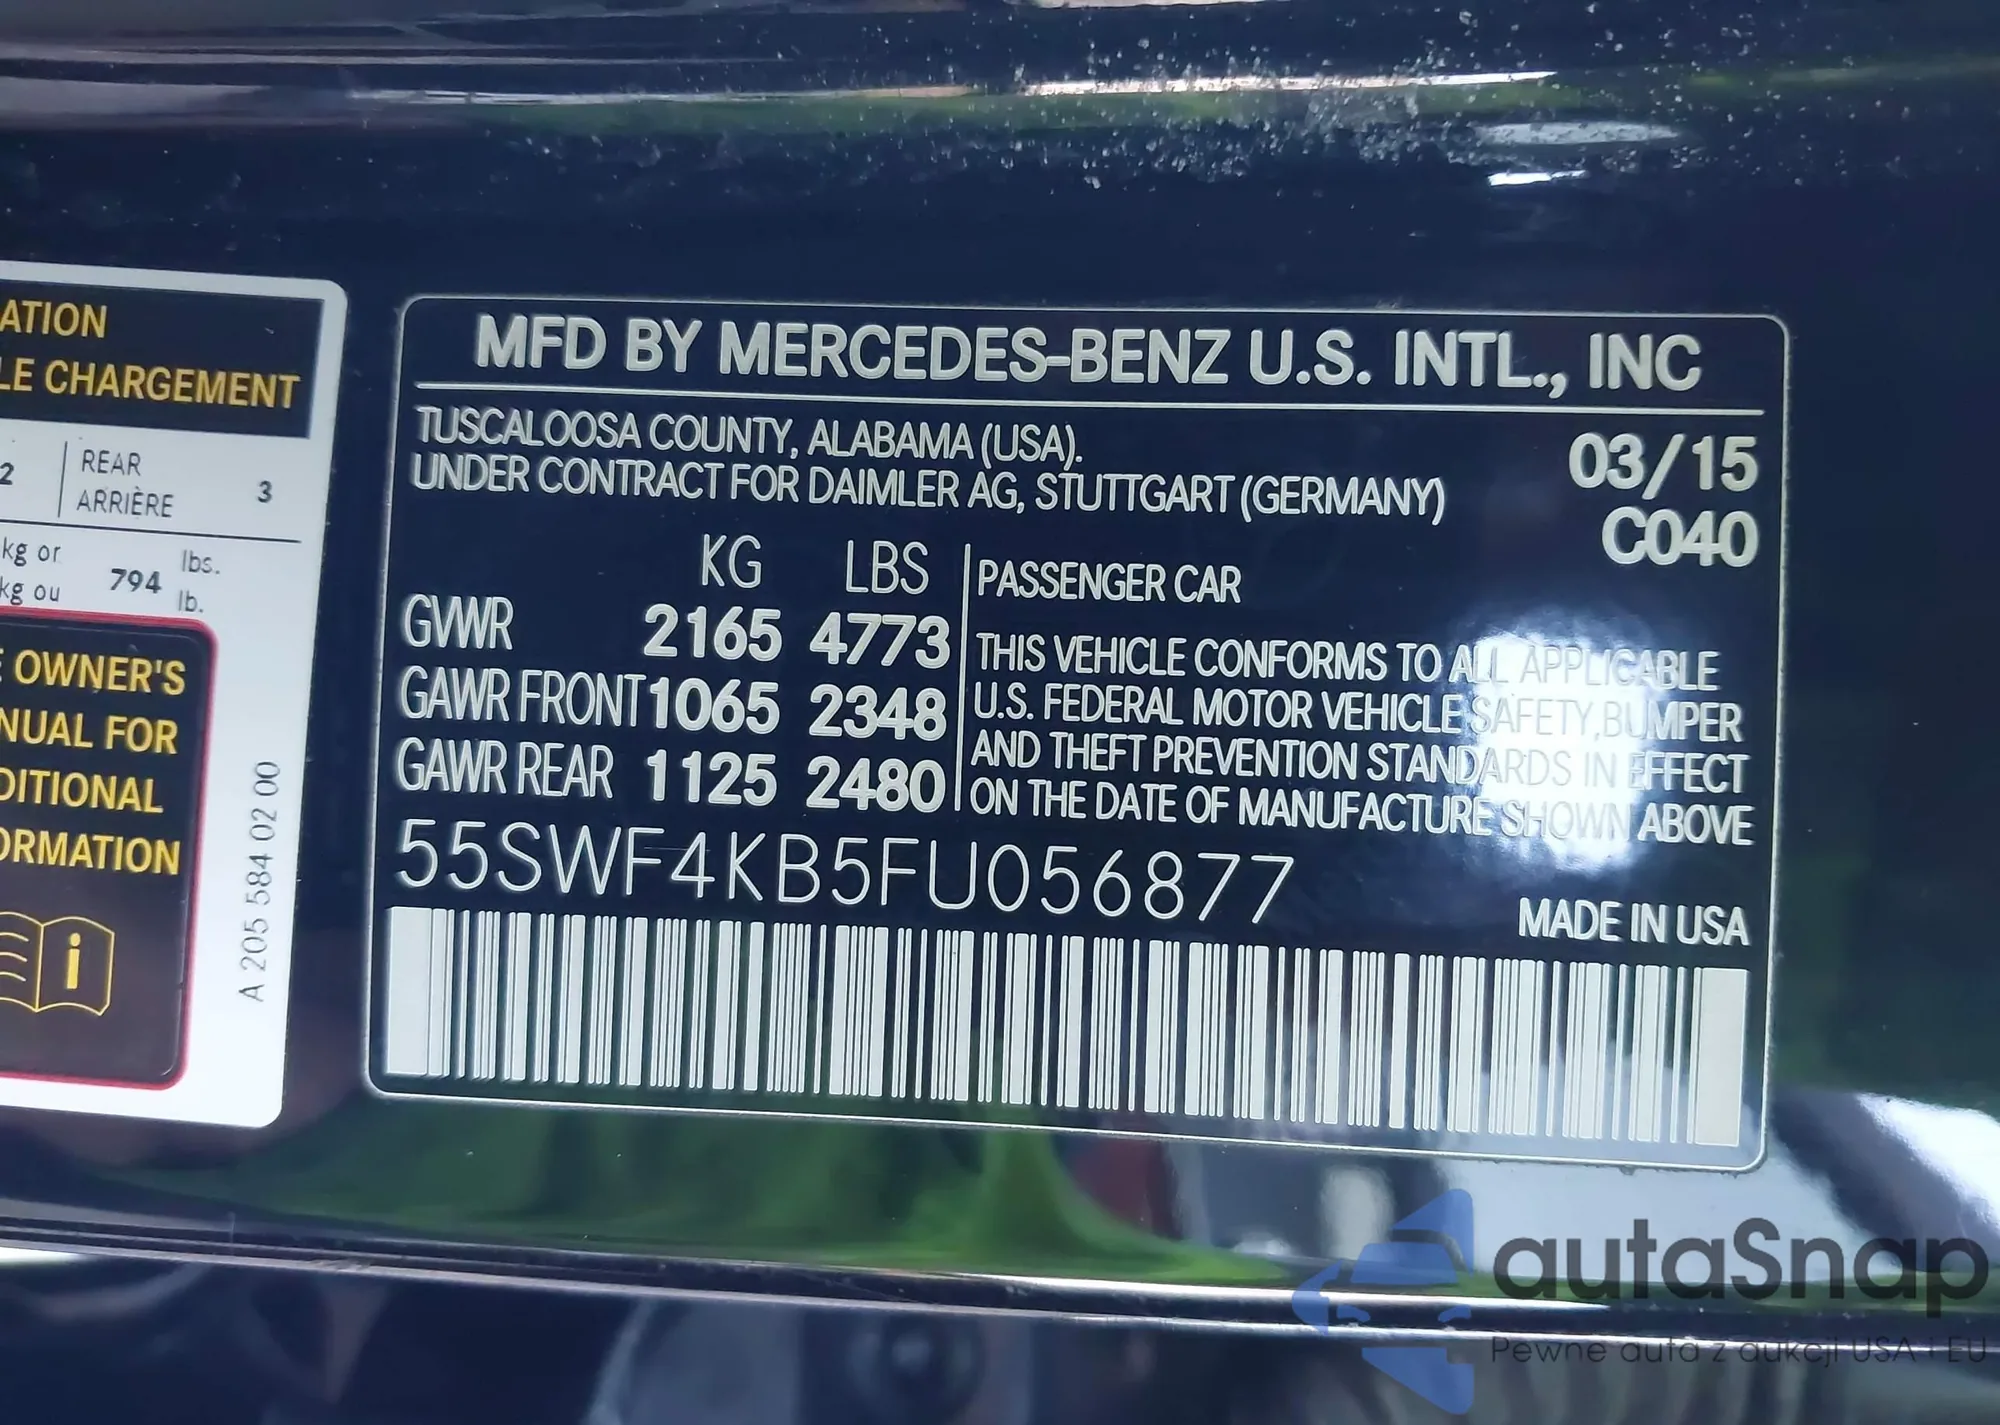 ATION
LE CHARGEMENT
2 REAR ARRIÈRE 3
kg or
kg ou 794 lbs.
lb.
OWNER'S
NUAL FOR
DITIONAL
ORMATION
i
A 205 584 02 00
MFD BY MERCEDES-BENZ U.S. INTL., INC
TUSCALOOSA COUNTY, ALABAMA (USA).
UNDER CONTRACT FOR DAIMLER AG, STUTTGART (GERMANY)
03/15
C040
KG LBS
GVWR 2165 4773
GAWR FRONT 1065 2348
GAWR REAR 1125 2480
PASSENGER CAR
THIS VEHICLE CONFORMS TO ALL APPLICABLE
U.S. FEDERAL MOTOR VEHICLE SAFETY, BUMPER
AND THEFT PREVENTION STANDARDS IN EFFECT
ON THE DATE OF MANUFACTURE SHOWN ABOVE
55SWF4KB5FU056877
MADE IN USA
autaSnap
Pewne auta z aukcji USA i EU